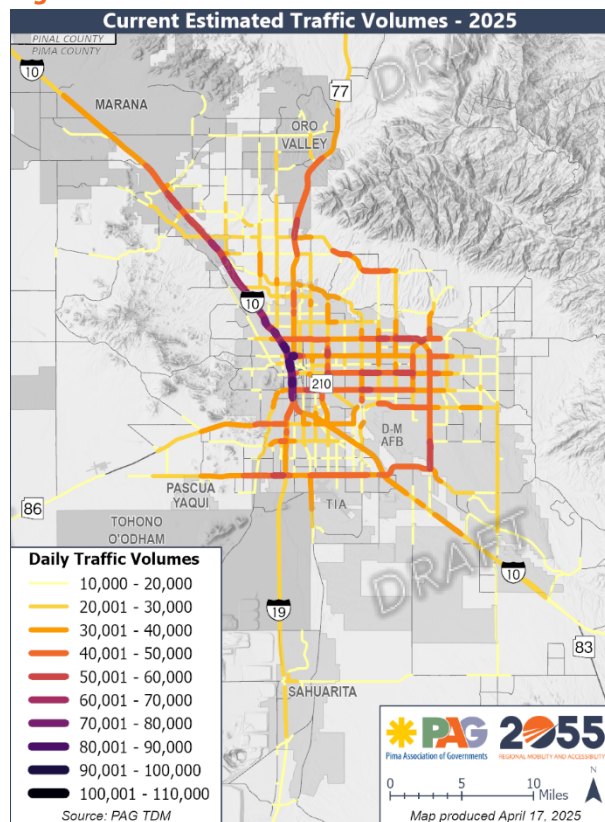 Current Estimated Traffic Volumes - 2025
PINAL COUNTY
PIMA COUNTY
10
MARANA
77
DRAFT
ORO
VALLEY
10
210
D-M
AFB
PASCUA
YAQUI
TIA
86
TOHONO
O'ODHAM
DRAFT
10
19
83
SAHUARITA
Daily Traffic Volumes
10,000 - 20,000
20,001 - 30,000
30,001 - 40,000
40,001 - 50,000
50,001 - 60,000
60,001 - 70,000
70,001 - 80,000
80,001 - 90,000
90,001 - 100,000
100,001 - 110,000
Source: PAG TDM
PAG
Pima Association of Governments
2055
REGIONAL MOBILITY AND ACCESSIBILITY
N
0 5 10
Miles
Map produced April 17, 2025